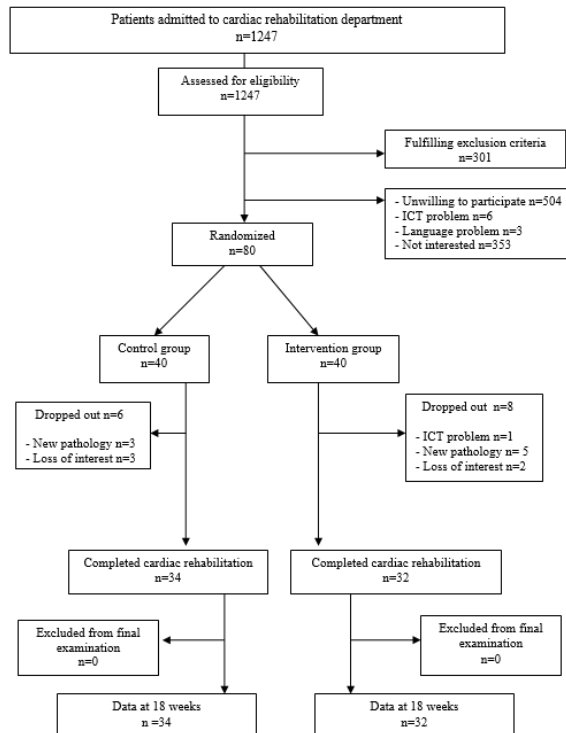 Patients admitted to cardiac rehabilitation department
n=1247
Assessed for eligibility
n=1247
Fulfilling exclusion criteria
n=301
- Unwilling to participate n=504
- ICT problem n=6
- Language problem n=3
- Not interested n=353
Randomized
n=80
Control group
n=40
Intervention group
n=40
Dropped out n=6
- New pathology n=3
- Loss of interest n=3
Dropped out n=8
- ICT problem n=1
- New pathology n= 5
- Loss of interest n=2
Completed cardiac rehabilitation
n=34
Completed cardiac rehabilitation
n=32
Excluded from final
examination
n=0
Excluded from final
examination
n=0
Data at 18 weeks
n =34
Data at 18 weeks
n=32